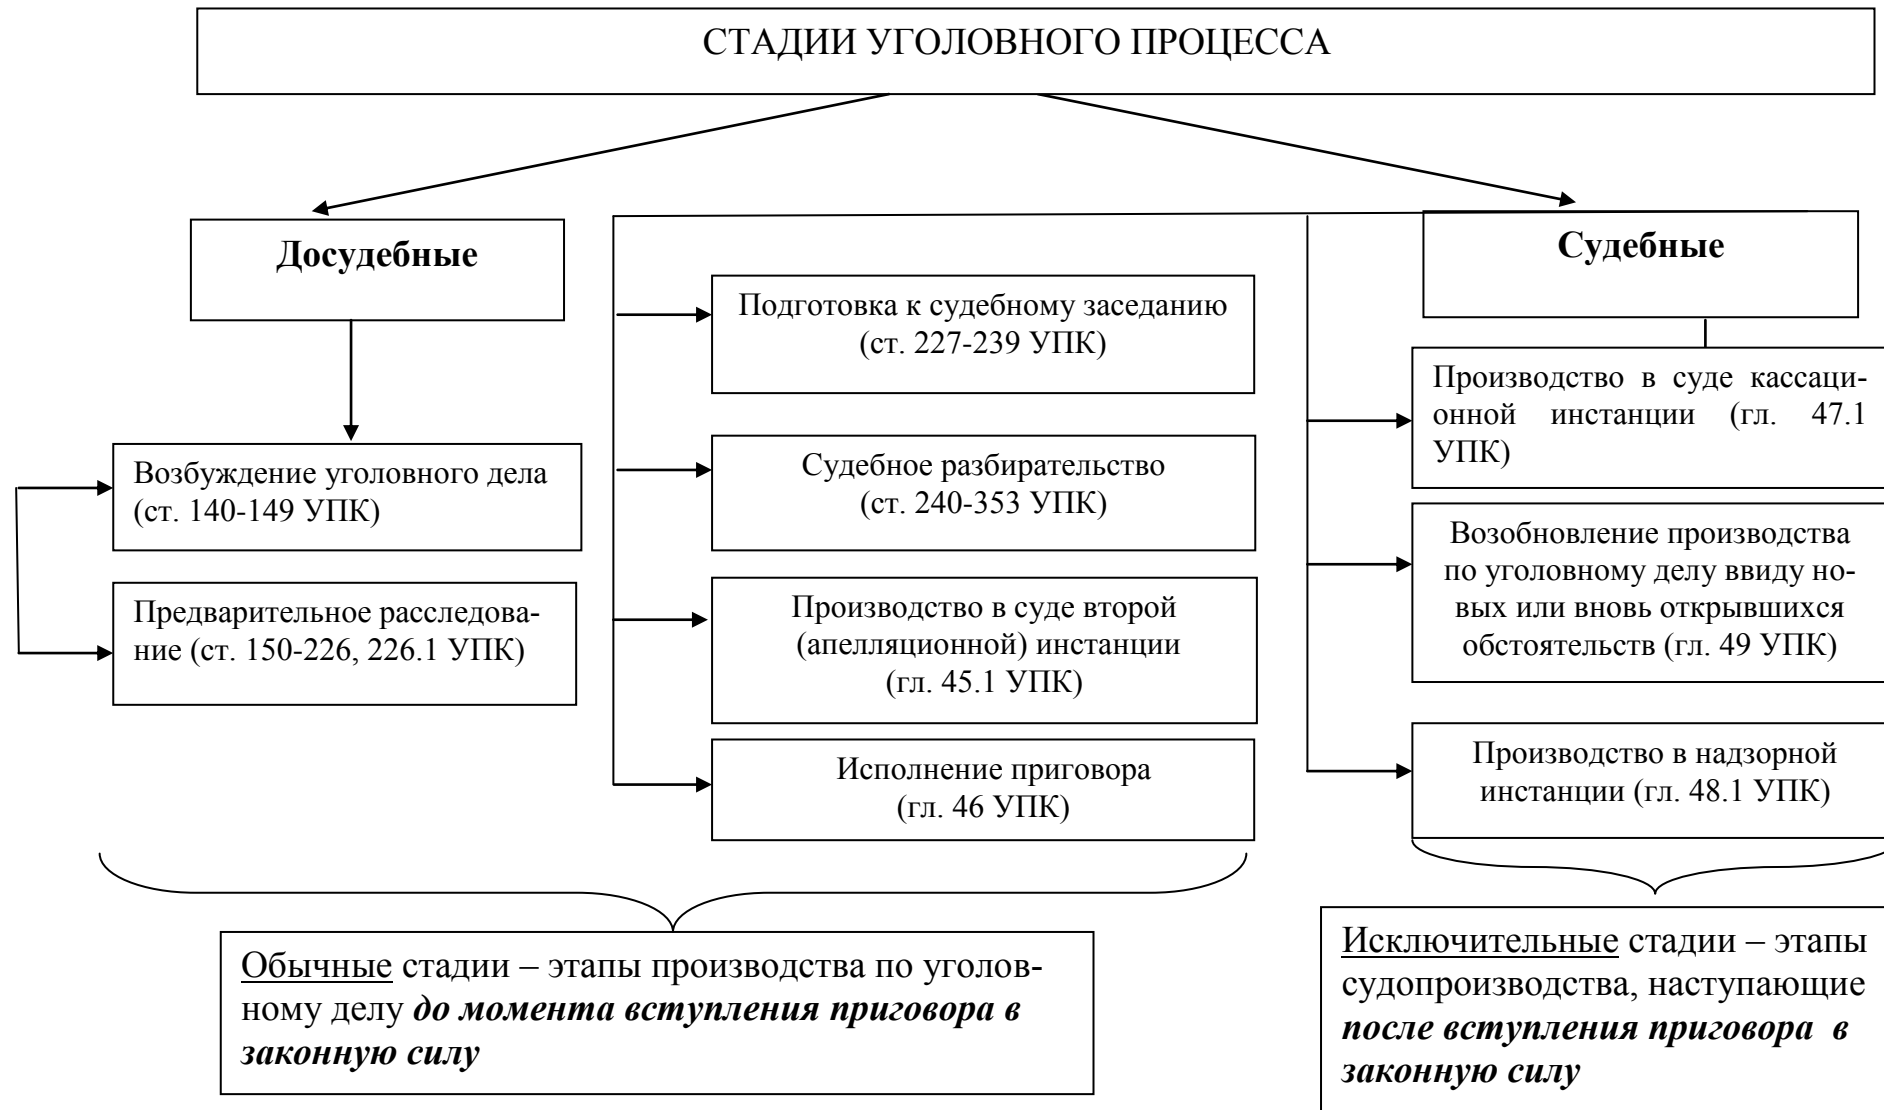 СТАДИИ УГОЛОВНОГО ПРОЦЕССА
Досудебные
Возбуждение уголовного дела
(ст. 140-149 УПК)
Предварительное расследова-
ние (ст. 150-226, 226.1 УПК)
Подготовка к судебному заседанию
(ст. 227-239 УПК)
Судебное разбирательство
(ст. 240-353 УПК)
Производство в суде второй
(апелляционной) инстанции
(гл. 45.1 УПК)
Исполнение приговора
(гл. 46 УПК)
Судебные
Производство в суде кассаци-
онной инстанции (гл. 47.1
УПК)
Возобновление производства
по уголовному делу ввиду но-
вых или вновь открывшихся
обстоятельств (гл. 49 УПК)
Производство в надзорной
инстанции (гл. 48.1 УПК)
Обычные стадии – этапы производства по уголов-
ному делу до момента вступления приговора в
законную силу
Исключительные стадии – этапы
судопроизводства, наступающие
после вступления приговора в
законную силу